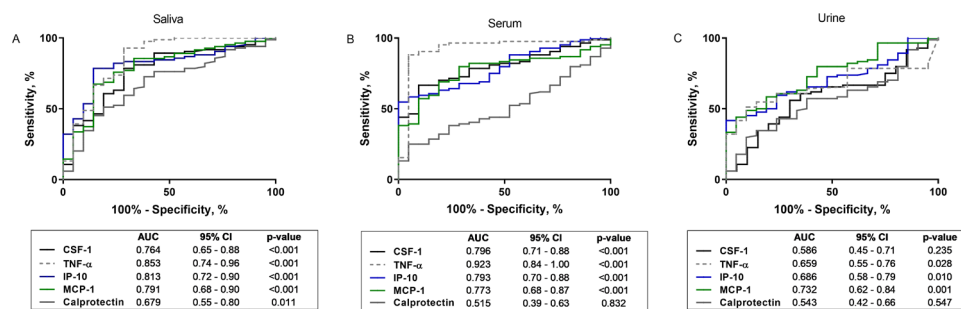 Saliva
A
Sensitivity, %
100
50
0
0 50 100
100% - Specificity, %
AUC 95% CI p-value
CSF-1 0.764 0.65 - 0.88 <0.001
TNF-α 0.853 0.74 - 0.96 <0.001
IP-10 0.813 0.72 - 0.90 <0.001
MCP-1 0.791 0.68 - 0.90 <0.001
Calprotectin 0.679 0.55 - 0.80 0.011
Serum
B
Sensitivity, %
100
50
0
0 50 100
100% - Specificity, %
AUC 95% CI p-value
CSF-1 0.796 0.71 - 0.88 <0.001
TNF-α 0.923 0.84 - 1.00 <0.001
IP-10 0.793 0.70 - 0.88 <0.001
MCP-1 0.773 0.68 - 0.87 <0.001
Calprotectin 0.515 0.39 - 0.63 0.832
Urine
C
Sensitivity, %
100
50
0
0 50 100
100% - Specificity, %
AUC 95% CI p-value
CSF-1 0.586 0.45 - 0.71 0.235
TNF-α 0.659 0.55 - 0.76 0.028
IP-10 0.686 0.58 - 0.79 0.010
MCP-1 0.732 0.62 - 0.84 0.001
Calprotectin 0.543 0.42 - 0.66 0.547